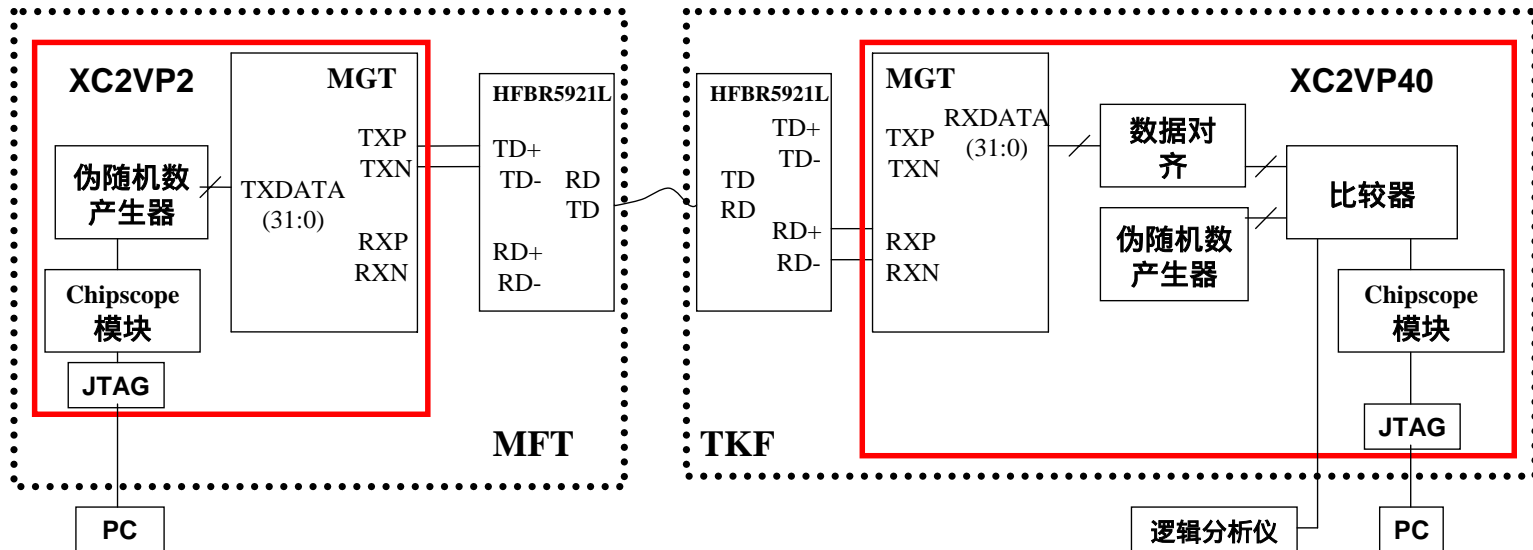 XC2VP2
MGT
伪随机数
产生器
TXDATA
(31:0)
TXP
TXN
RXP
RXN
Chipscope
模块
JTAG
PC
HFBR5921L
TD+
TD-
RD
TD
RD+
RD-
MFT
HFBR5921L
TD+
TD-
TD
RD
RD+
RD-
TKF
MGT
TXP
TXN
RXDATA
(31:0)
RXP
RXN
XC2VP40
数据对
齐
伪随机数
产生器
比较器
Chipscope
模块
JTAG
逻辑分析仪
PC